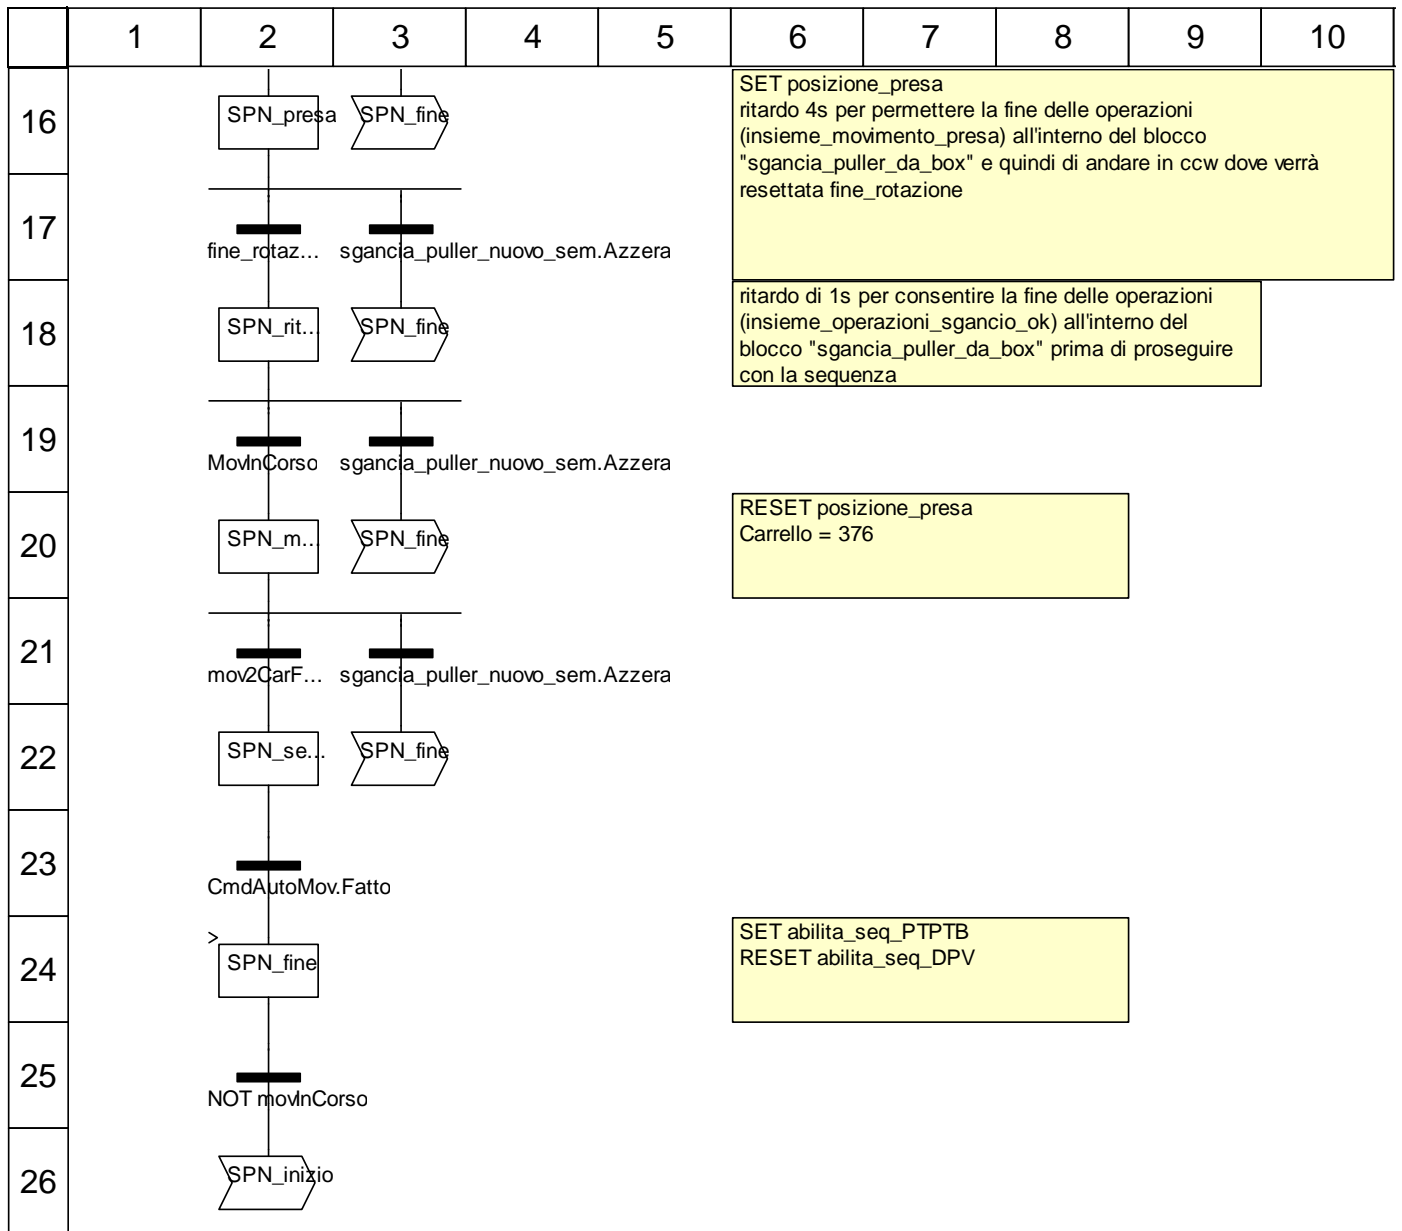 1 2 3 4 5 6 7 8 9 10
16
SPN_presa
SPN_fine
SET posizione_presa
ritardo 4s per permettere la fine delle operazioni
(insieme_movimento_presa) all'interno del blocco
"sgancia_puller_da_box" e quindi di andare in ccw dove verrà
resettata fine_rotazione
17
fine_rotaz...
sgancia_puller_nuovo_sem.Azzera
18
SPN_rit...
SPN_fine
ritardo di 1s per consentire la fine delle operazioni
(insieme_operazioni_sgancio_ok) all'interno del
blocco "sgancia_puller_da_box" prima di proseguire
con la sequenza
19
MovInCorso
sgancia_puller_nuovo_sem.Azzera
20
SPN_m...
SPN_fine
RESET posizione_presa
Carrello = 376
21
mov2CarF...
sgancia_puller_nuovo_sem.Azzera
22
SPN_se...
SPN_fine
23
CmdAutoMov.Fatto
24
>
SPN_fine
SET abilita_seq_PTPTB
RESET abilita_seq_DPV
25
NOT movInCorso
26
SPN_inizio